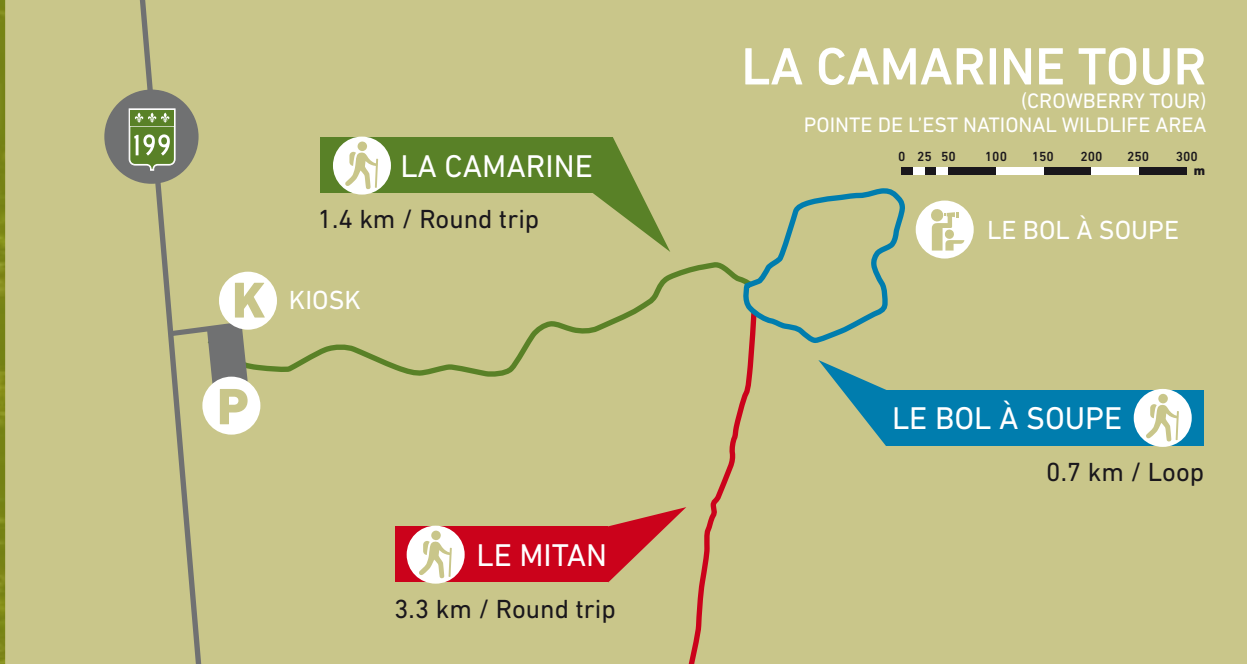 LA CAMARINE TOUR
(CROWBERRY TOUR)
POINTE DE L'EST NATIONAL WILDLIFE AREA
0 25 50 100 150 200 250 300
m
199
LA CAMARINE
1.4 km / Round trip
LE BOL À SOUPE
K KIOSK
P
LE BOL À SOUPE
0.7 km / Loop
LE MITAN
3.3 km / Round trip